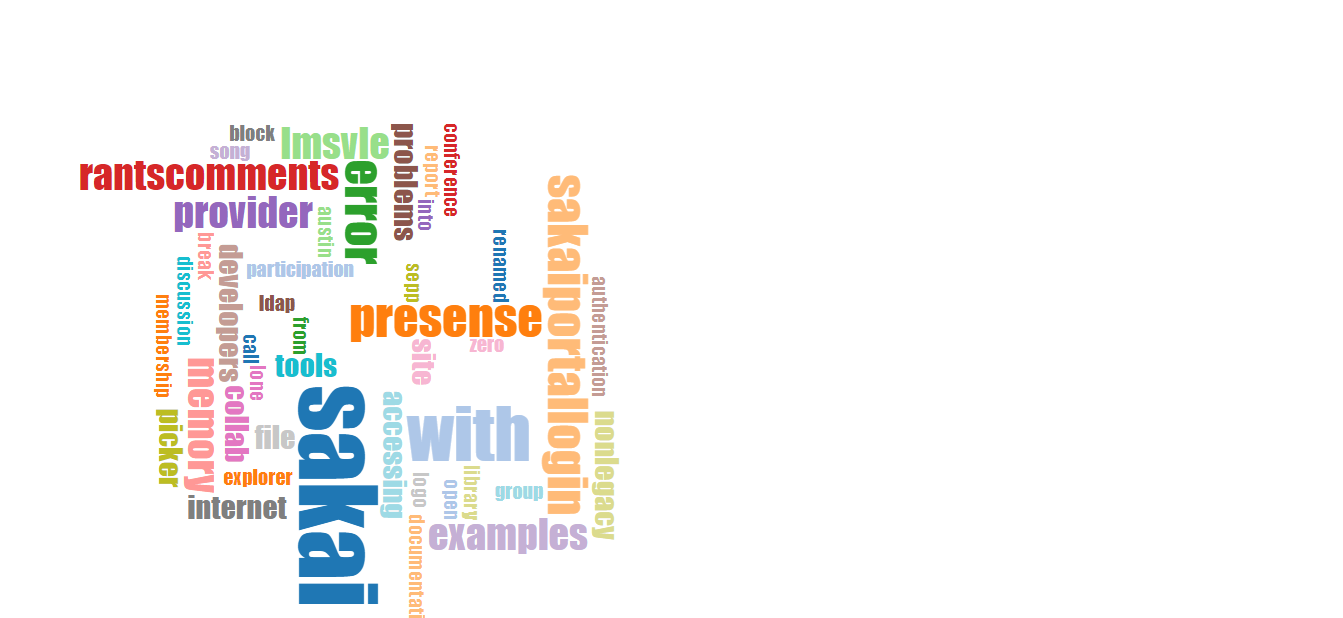 block
song
lmsvle
problems
report
conference
rantscomments
error
provider
into
austin
sakaiportallogin
break
developers
participation
sepp
renamed
discussion
ldap
authentication
membership
from
presense
call
tools
site
zero
lone
memory
collab
sakai
accessing
with
picker
file
nonlegacy
explorer
logo
open
library
group
internet
documentati
examples